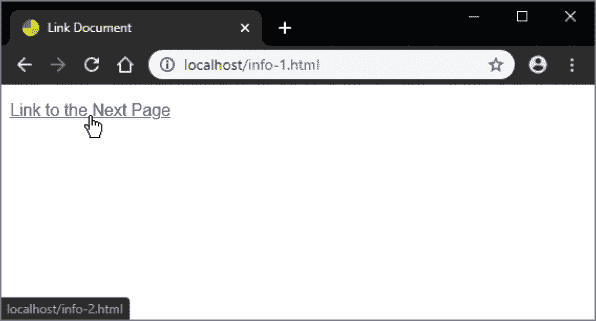 Link Document
localhost/info-1.html
Link to the Next Page
localhost/info-2.html